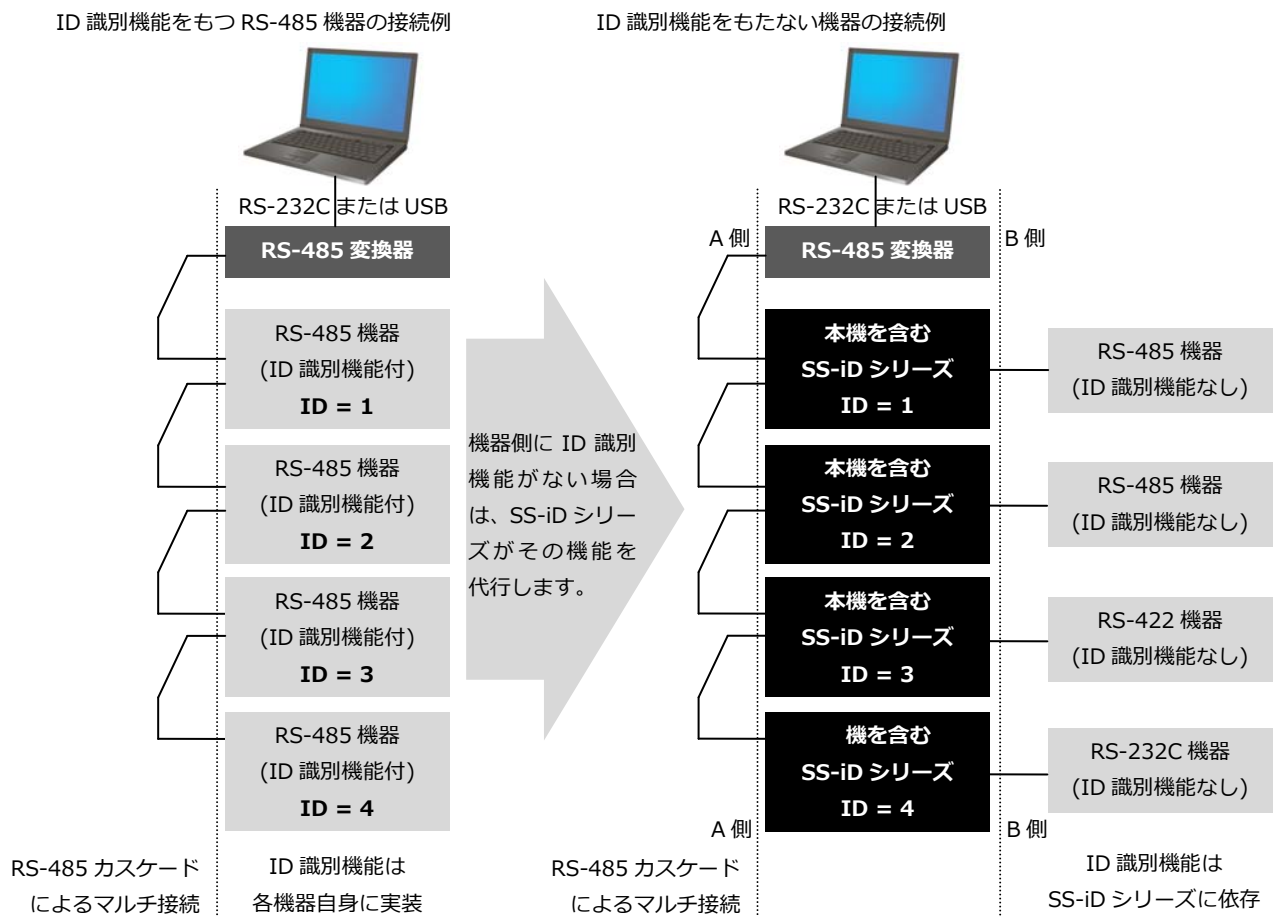 ID 識別機能をもつ RS-485 機器の接続例
RS-232C または USB
RS-485 変換器
RS-485 機器
(ID 識別機能付)
ID = 1
RS-485 機器
(ID 識別機能付)
ID = 2
RS-485 機器
(ID 識別機能付)
ID = 3
RS-485 機器
(ID 識別機能付)
ID = 4
RS-485 カスケード
によるマルチ接続
ID 識別機能は
各機器自身に実装
機器側に ID 識別
機能がない場合
は、SS-iD シリー
ズがその機能を
代行します。
ID 識別機能をもたない機器の接続例
RS-232C または USB
A 側
RS-485 変換器
B 側
本機を含む
SS-iD シリーズ
ID = 1
RS-485 機器
(ID 識別機能なし)
本機を含む
SS-iD シリーズ
ID = 2
RS-485 機器
(ID 識別機能なし)
本機を含む
SS-iD シリーズ
ID = 3
RS-422 機器
(ID 識別機能なし)
機を含む
SS-iD シリーズ
ID = 4
RS-232C 機器
(ID 識別機能なし)
A 側
B 側
RS-485 カスケード
によるマルチ接続
ID 識別機能は
SS-iD シリーズに依存